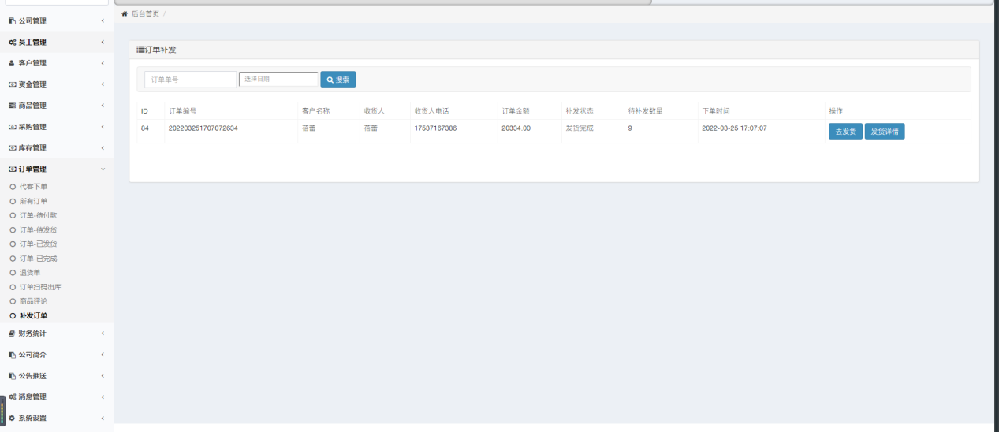 后台首页 /
公司管理
员工管理
客户管理
资金管理
商品管理
采购管理
库存管理
订单管理
代客下单
所有订单
订单-待付款
订单-待发货
订单-已发货
订单-已完成
退货单
订单扫码出库
商品评论
补发订单
财务统计
公司简介
公告推送
消息管理
系统设置
订单补发
订单单号 选择日期 搜索
ID 订单编号 客户名称 收货人 收货人电话 订单金额 补发状态 待补发数量 下单时间 操作
84 202203251707072634 蓓蕾 蓓蕾 17537167386 20334.00 发货完成 9 2022-03-25 17:07:07 去发货 发货详情